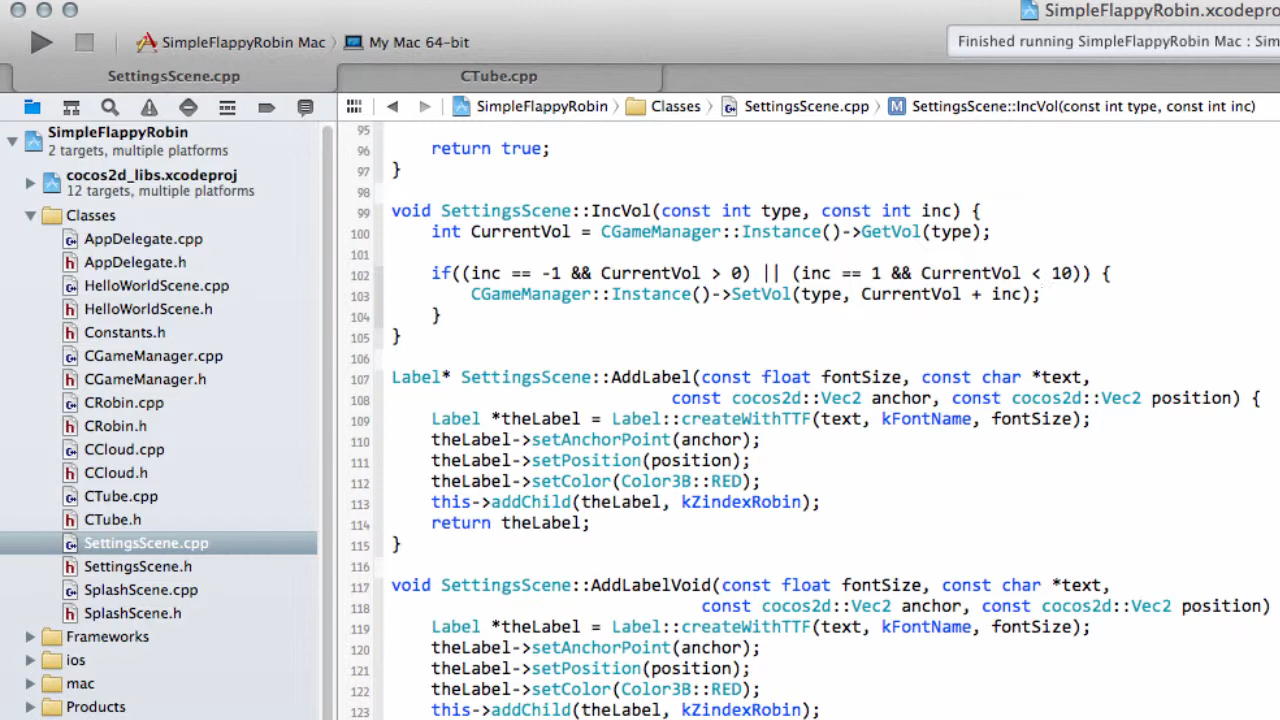 SimpleFlappyRobin.xcodepro
SimpleFlappyRobin Mac
My Mac 64-bit
Finished running SimpleFlappyRobin Mac : Sim
SettingsScene.cpp
CTube.cpp
SimpleFlappyRobin
Classes
SettingsScene.cpp
M SettingsScene::IncVol(const int type, const int inc)
SimpleFlappyRobin
2 targets, multiple platforms
cocos2d_libs.xcodeproj
12 targets, multiple platforms
Classes
AppDelegate.cpp
AppDelegate.h
HelloWorldScene.cpp
HelloWorldScene.h
Constants.h
CGameManager.cpp
CGameManager.h
CRobin.cpp
CRobin.h
CCloud.cpp
CCloud.h
CTube.cpp
CTube.h
SettingsScene.cpp
SettingsScene.h
SplashScene.cpp
SplashScene.h
Frameworks
ios
mac
Products
95
96 return true;
97 }
98
99 void SettingsScene::IncVol(const int type, const int inc) {
100 int CurrentVol = CGameManager::Instance()->GetVol(type);
101
102 if((inc == -1 && CurrentVol > 0) || (inc == 1 && CurrentVol < 10)) {
103 CGameManager::Instance()->SetVol(type, CurrentVol + inc);
104 }
105 }
106
107 Label* SettingsScene::AddLabel(const float fontSize, const char *text,
108 const cocos2d::Vec2 anchor, const cocos2d::Vec2 position) {
109 Label *theLabel = Label::createWithTTF(text, kFontName, fontSize);
110 theLabel->setAnchorPoint(anchor);
111 theLabel->setPosition(position);
112 theLabel->setColor(Color3B::RED);
113 this->addChild(theLabel, kZindexRobin);
114 return theLabel;
115 }
116
117 void SettingsScene::AddLabelVoid(const float fontSize, const char *text,
118 const cocos2d::Vec2 anchor, const cocos2d::Vec2 position)
119 Label *theLabel = Label::createWithTTF(text, kFontName, fontSize);
120 theLabel->setAnchorPoint(anchor);
121 theLabel->setPosition(position);
122 theLabel->setColor(Color3B::RED);
123 this->addChild(theLabel, kZindexRobin);